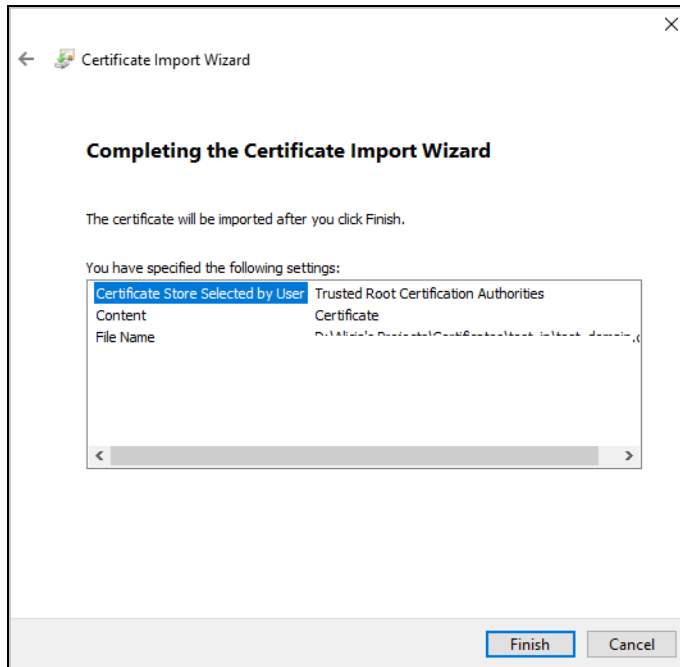 Certificate Import Wizard
Completing the Certificate Import Wizard
The certificate will be imported after you click Finish.
You have specified the following settings:
Certificate Store Selected by User Trusted Root Certification Authorities
Content Certificate
File Name
Finish Cancel